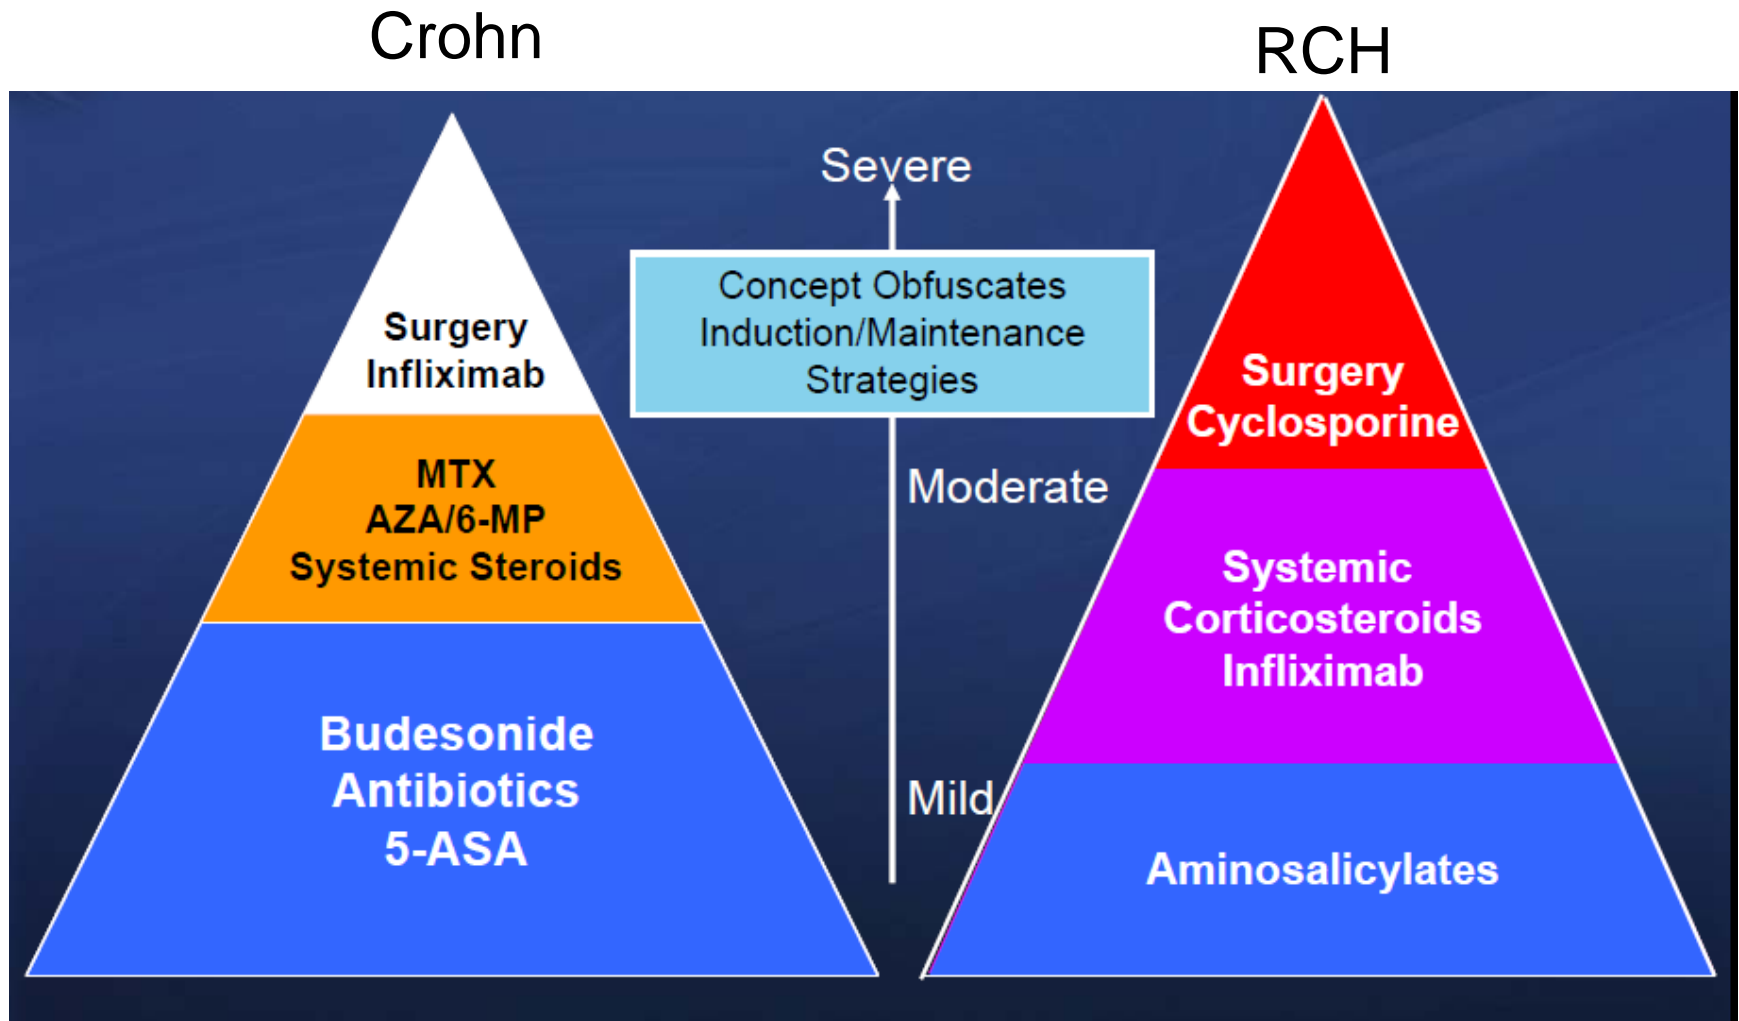 Crohn
RCH
Surgery
Infliximab
MTX
AZA/6-MP
Systemic Steroids
Budesonide
Antibiotics
5-ASA
Severe
Concept Obfuscates
Induction/Maintenance
Strategies
Moderate
Mild
Surgery
Cyclosporine
Systemic
Corticosteroids
Infliximab
Aminosalicylates